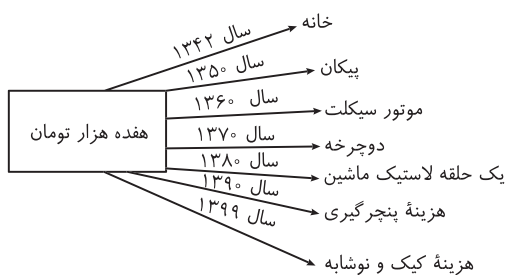 هفده هزار تومان
سال ۱۳۴۲
خانه
سال ۱۳۵۰
پیکان
سال ۱۳۶۰
موتور سیکلت
سال ۱۳۷۰
دوچرخه
سال ۱۳۸۰
یک حلقه لاستیک ماشین
سال ۱۳۹۰
هزینهٔ پنچرگیری
سال ۱۳۹۹
هزینهٔ کیک و نوشابه